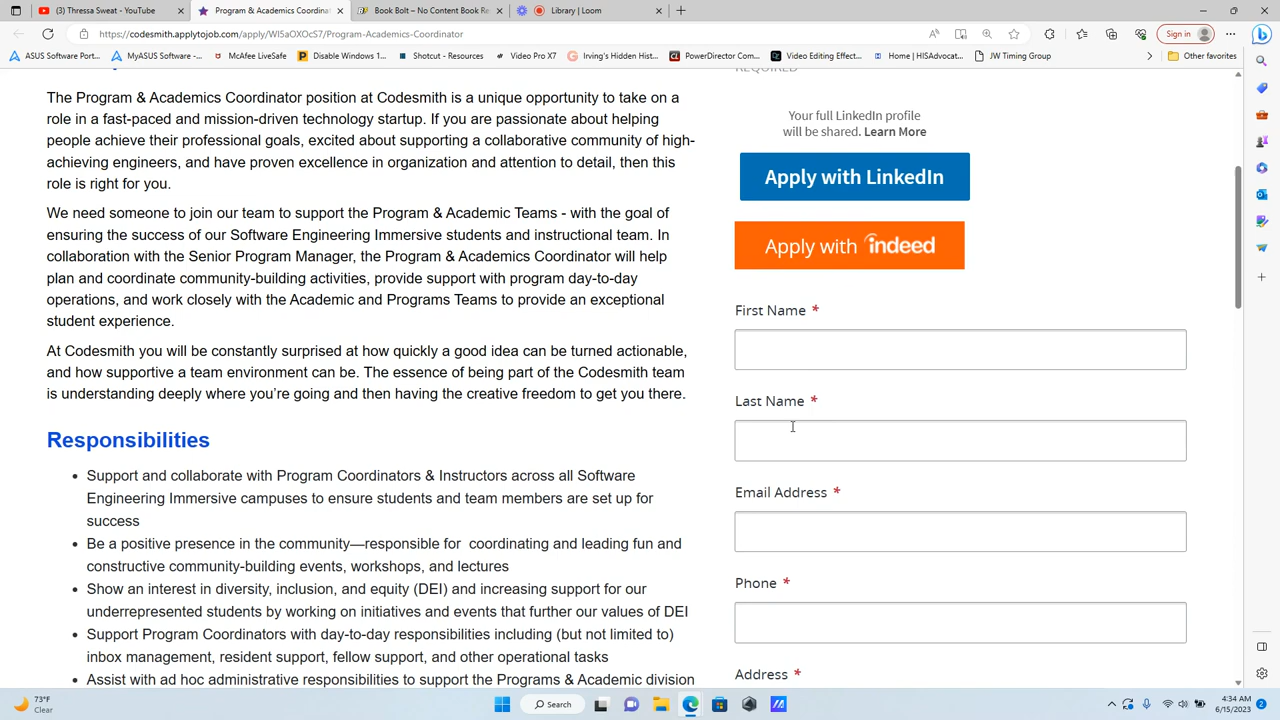 (3) Thressa Sweat - YouTube
Program & Academics Coordinat
Book Bolt – No Content Book Re
Library | Loom
https://codesmith.applytojob.com/apply/WI5aOXOcS7/Program-Academics-Coordinator
Sign in
ASUS Software Port...
MyASUS Software -...
McAfee LiveSafe
Disable Windows 1...
Shotcut - Resources
Video Pro X7
Irving's Hidden Hist...
PowerDirector Com...
Video Editing Effect...
Home | HISAdvocat...
JW Timing Group
Other favorites
The Program & Academics Coordinator position at Codesmith is a unique opportunity to take on a
role in a fast-paced and mission-driven technology startup. If you are passionate about helping
people achieve their professional goals, excited about supporting a collaborative community of high-
achieving engineers, and have proven excellence in organization and attention to detail, then this
role is right for you.
We need someone to join our team to support the Program & Academic Teams - with the goal of
ensuring the success of our Software Engineering Immersive students and instructional team. In
collaboration with the Senior Program Manager, the Program & Academics Coordinator will help
plan and coordinate community-building activities, provide support with program day-to-day
operations, and work closely with the Academic and Programs Teams to provide an exceptional
student experience.
At Codesmith you will be constantly surprised at how quickly a good idea can be turned actionable,
and how supportive a team environment can be. The essence of being part of the Codesmith team
is understanding deeply where you're going and then having the creative freedom to get you there.
Responsibilities
• Support and collaborate with Program Coordinators & Instructors across all Software
Engineering Immersive campuses to ensure students and team members are set up for
success
• Be a positive presence in the community—responsible for coordinating and leading fun and
constructive community-building events, workshops, and lectures
• Show an interest in diversity, inclusion, and equity (DEI) and increasing support for our
underrepresented students by working on initiatives and events that further our values of DEI
• Support Program Coordinators with day-to-day responsibilities including (but not limited to)
inbox management, resident support, fellow support, and other operational tasks
• Assist with ad hoc administrative responsibilities to support the Programs & Academic division
REQUIRED
Your full LinkedIn profile
will be shared. Learn More
Apply with LinkedIn
Apply with indeed
First Name *
Last Name *
Email Address *
Phone *
Address *
73°F
Clear
Search
4:34 AM
6/15/2023